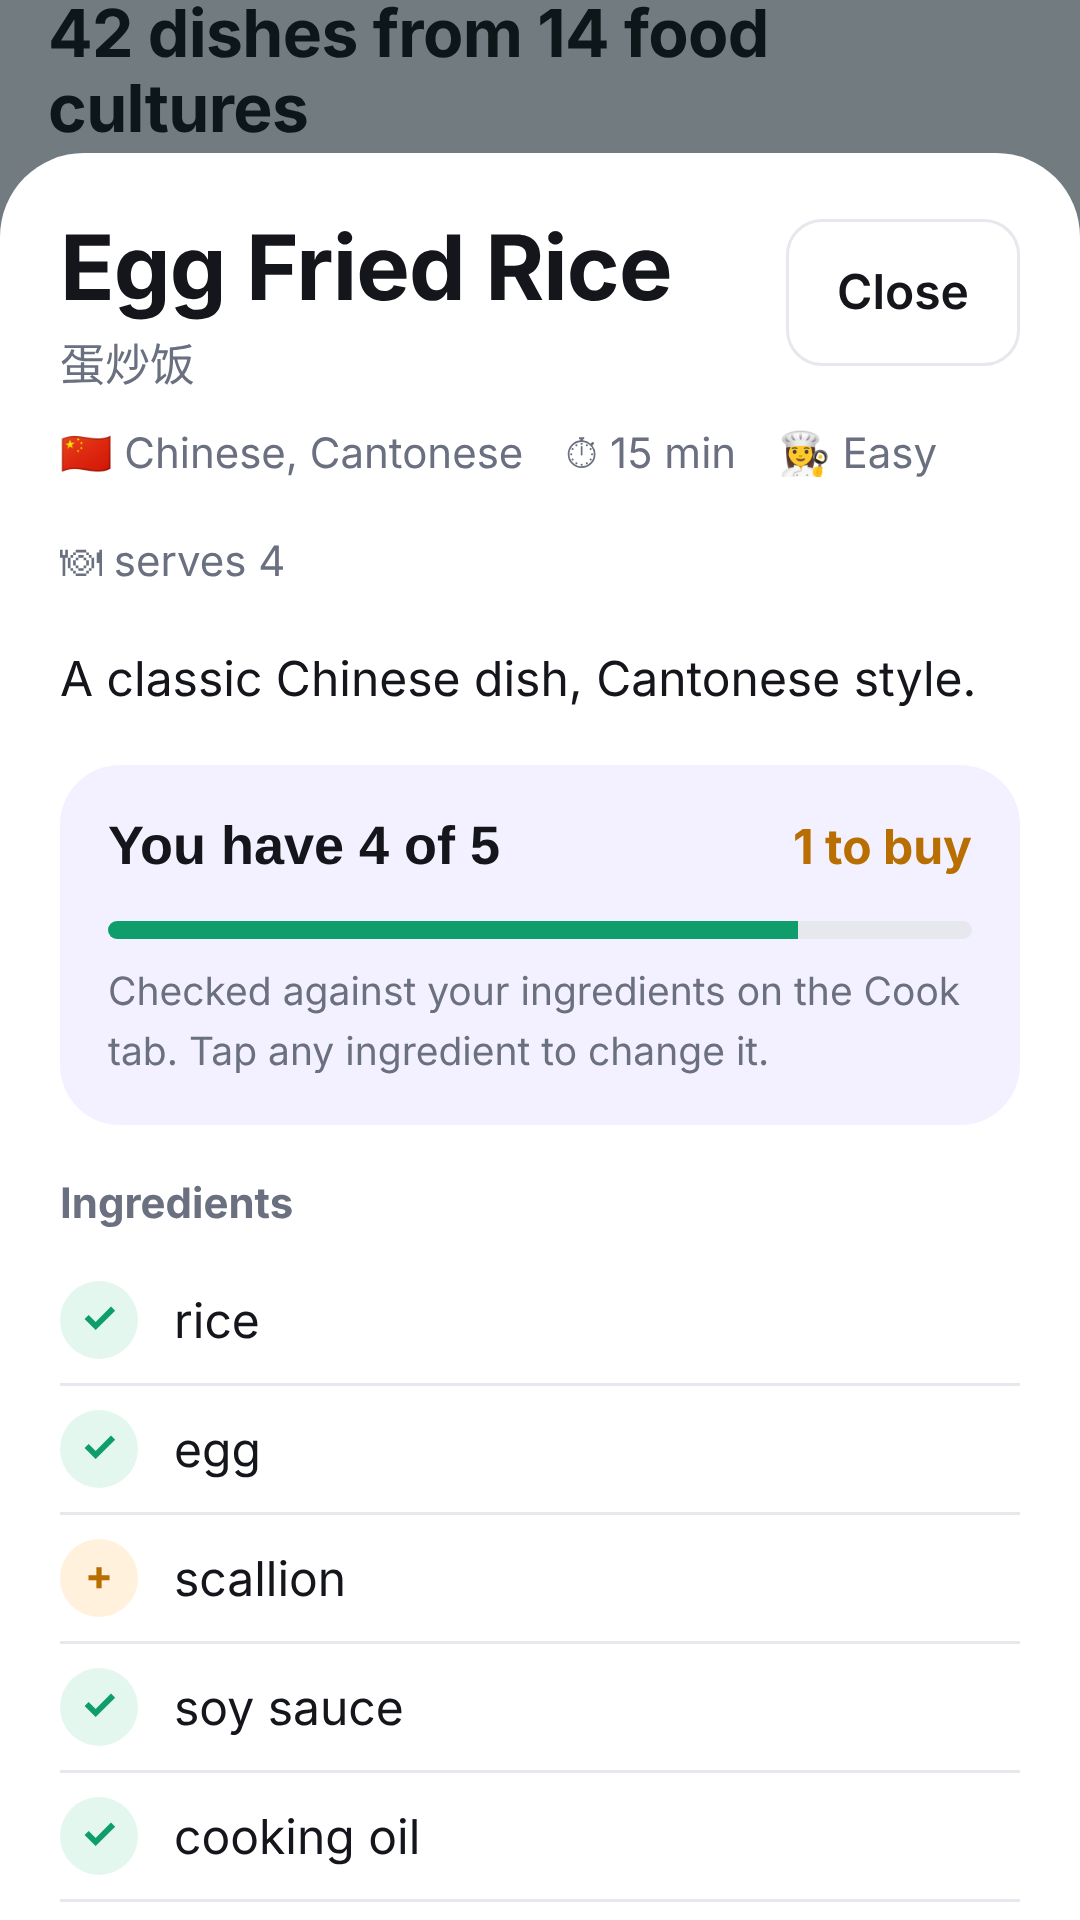 42 dishes from 14 food
cultures
Egg Fried Rice
Close
蛋炒饭
🇨🇳 Chinese, Cantonese ⏱ 15 min 👩‍🍳 Easy
🍽 serves 4
A classic Chinese dish, Cantonese style.
You have 4 of 5
1 to buy
Checked against your ingredients on the Cook
tab. Tap any ingredient to change it.
Ingredients
✓ rice
✓ egg
+ scallion
✓ soy sauce
✓ cooking oil